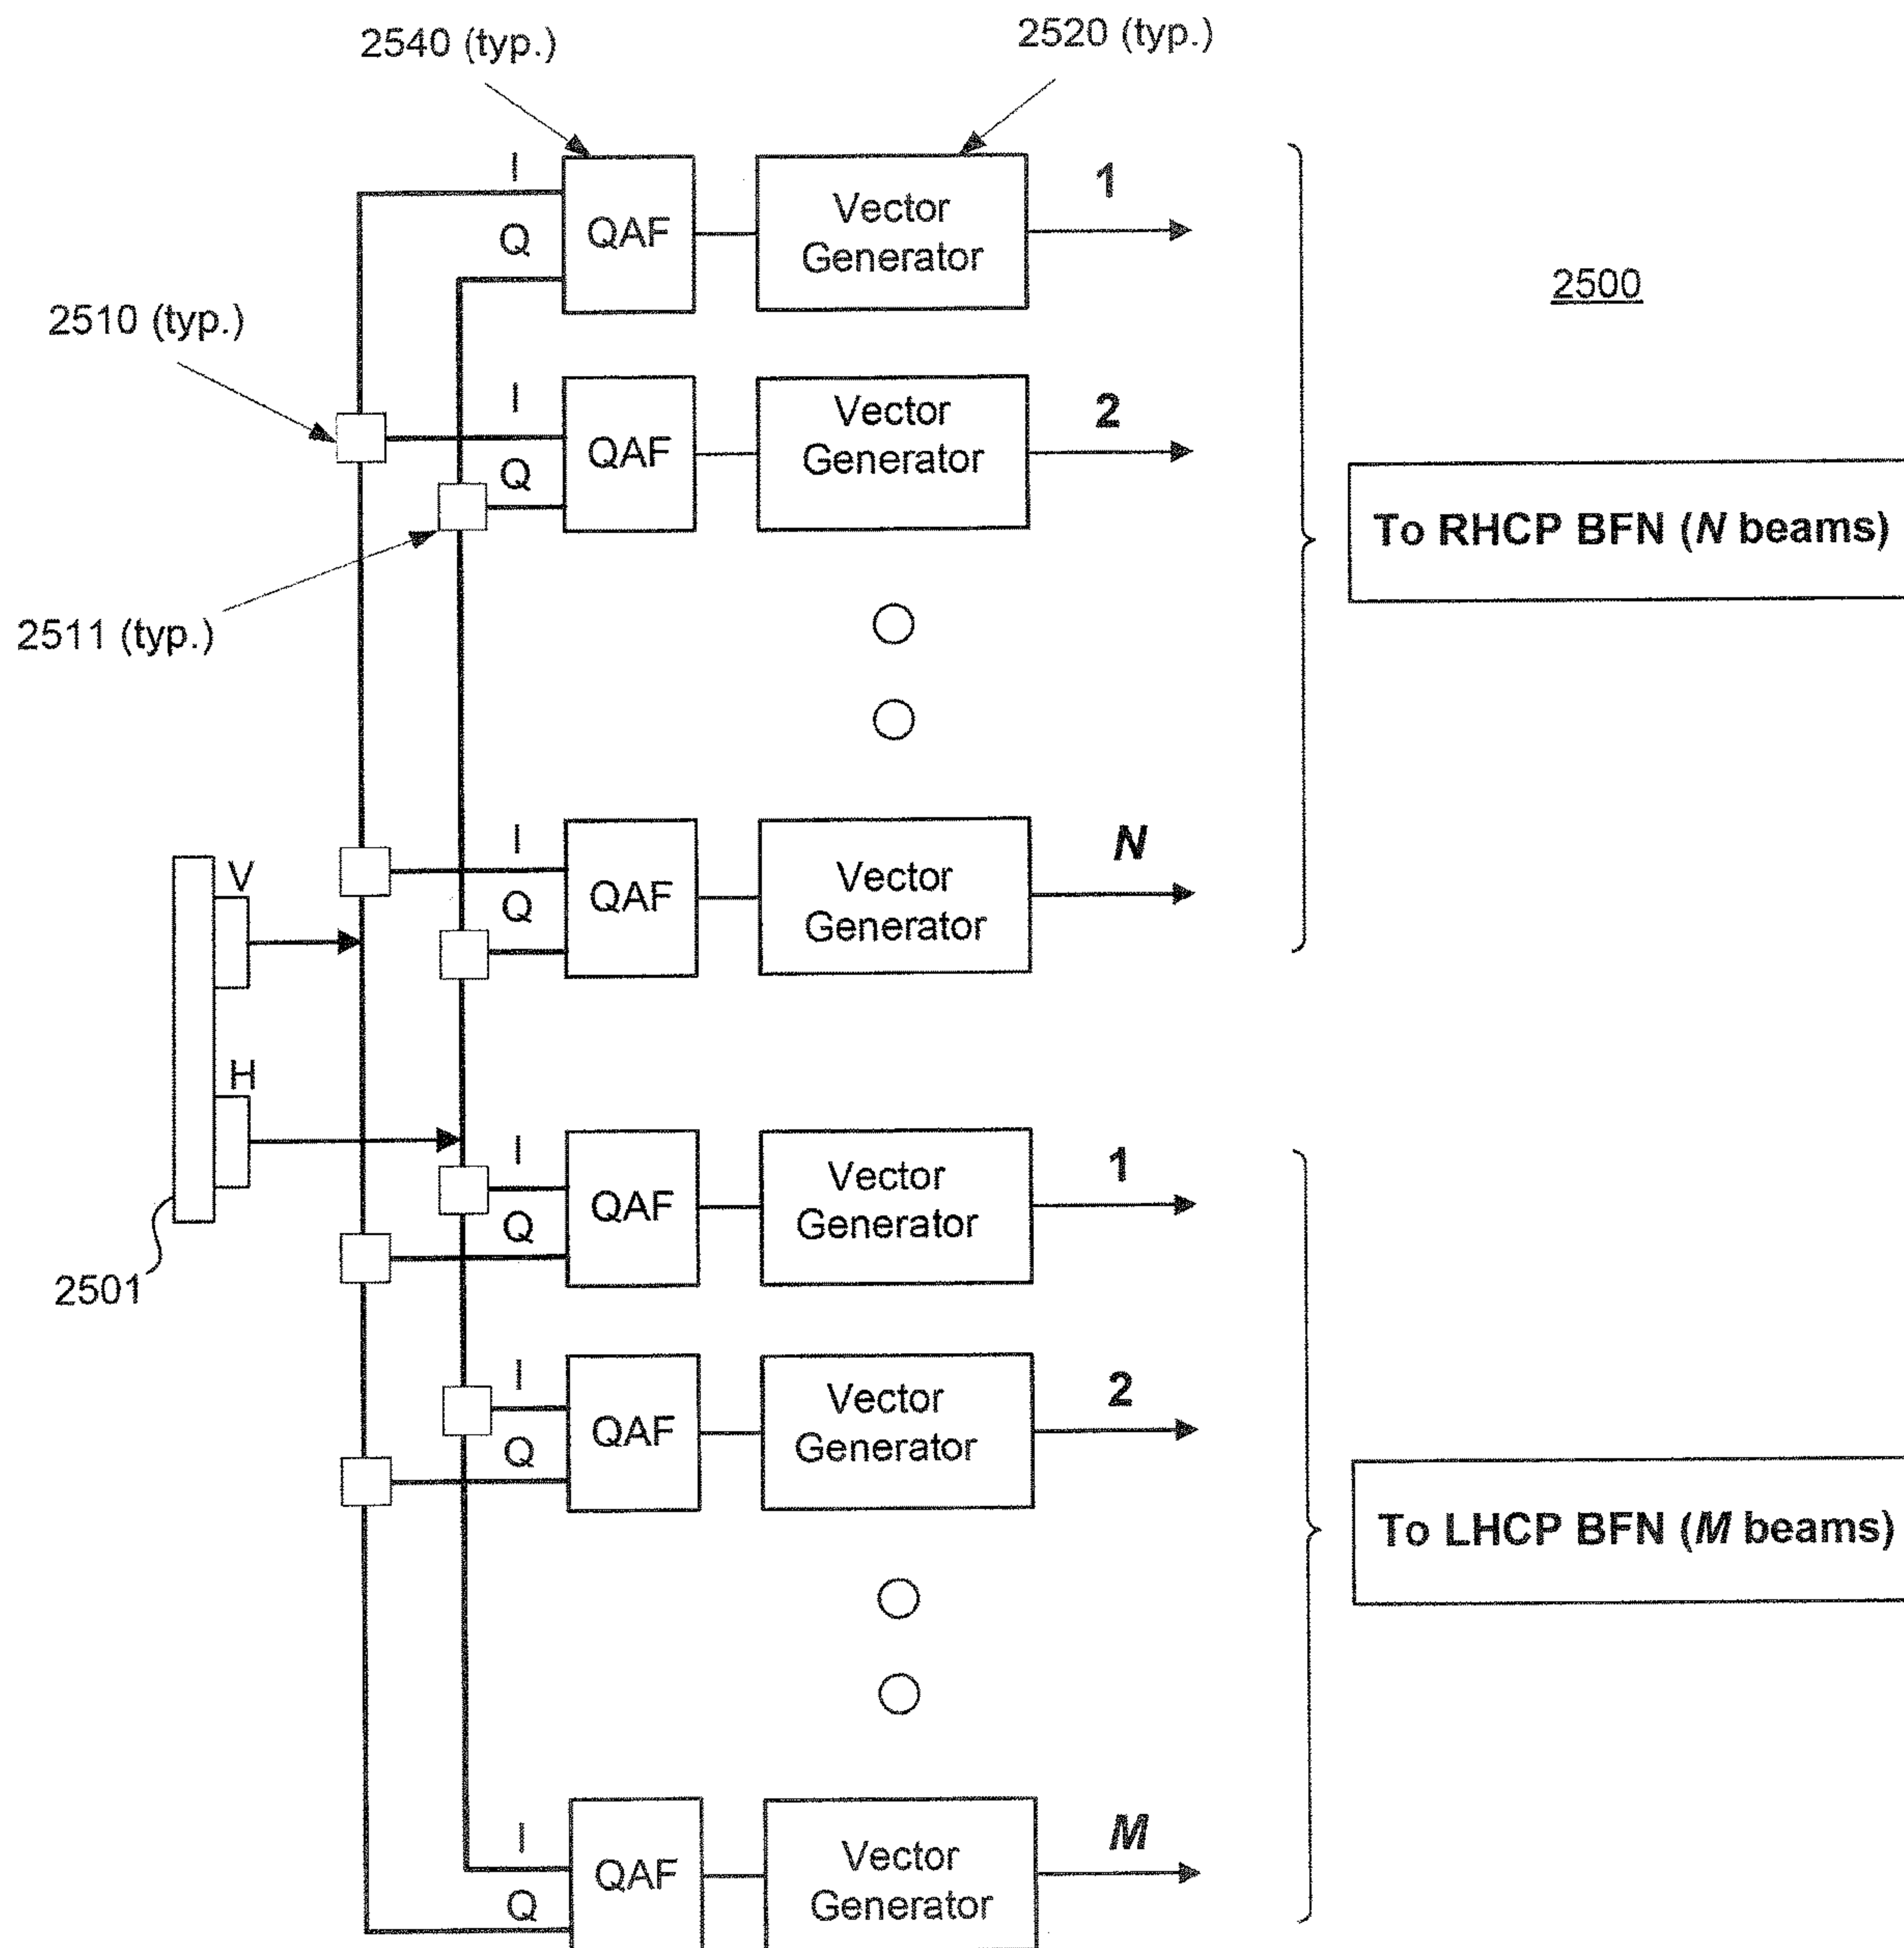 2540 (typ.)
2520 (typ.)
I
Q
QAF
Vector
Generator
1
2500
2510 (typ.)
I
Q
QAF
Vector
Generator
2
To RHCP BFN (N beams)
2511 (typ.)
I
Q
QAF
Vector
Generator
N
V
H
I
Q
QAF
Vector
Generator
1
2501
I
Q
QAF
Vector
Generator
2
To LHCP BFN (M beams)
I
Q
QAF
Vector
Generator
M